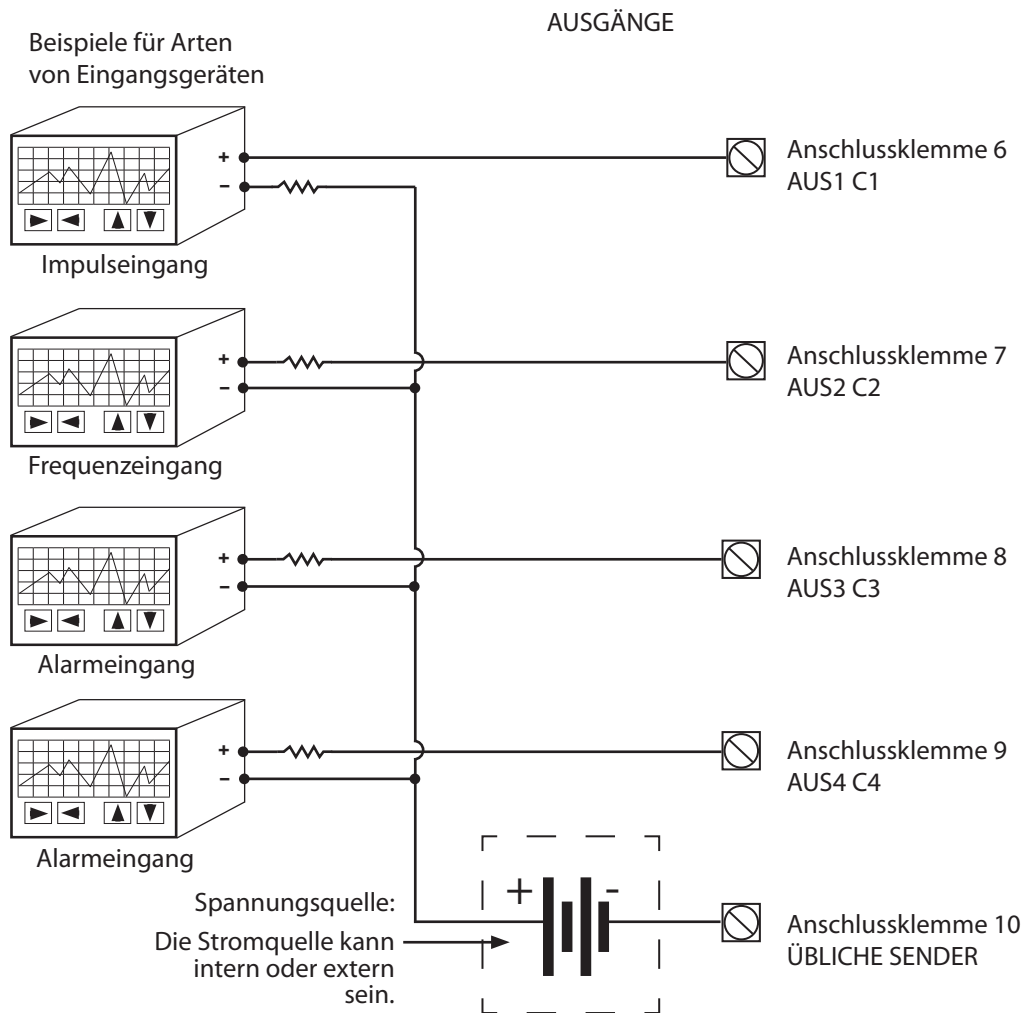 AUSGÄNGE
Beispiele für Arten
von Eingangsgeräten
+
−
Impulseingang
Anschlussklemme 6
AUS1 C1
+
−
Frequenzeingang
Anschlussklemme 7
AUS2 C2
+
−
Alarmeingang
Anschlussklemme 8
AUS3 C3
+
−
Alarmeingang
Anschlussklemme 9
AUS4 C4
Spannungsquelle:
Die Stromquelle kann
intern oder extern
sein.
+ -
Anschlussklemme 10
ÜBLICHE SENDER